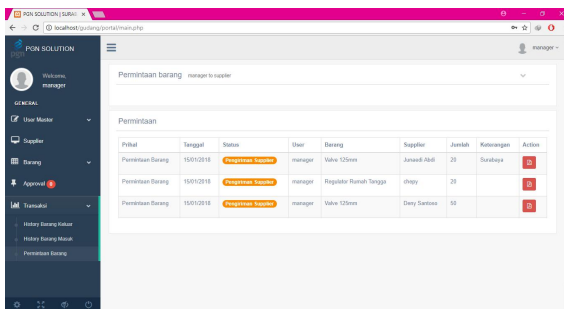 PGN SOLUTION | SURAB
localhost/gudang/portal/main.php
pgn PGN SOLUTION
manager
Welcome,
manager
GENERAL
User Master
Supplier
Barang
Approval
Transaksi
History Barang Keluar
History Barang Masuk
Permintaan Barang
Permintaan barang manager to supplier
Permintaan
Prihal Tanggal Status User Barang Supplier Jumlah Keterangan Action
Permintaan Barang 15/01/2018 Pengiriman Supplier manager Valve 125mm Junaedi Abdi 20 Surabaya
Permintaan Barang 15/01/2018 Pengiriman Supplier manager Regulator Rumah Tangga chepy 20
Permintaan Barang 15/01/2018 Pengiriman Supplier manager Valve 125mm Deny Santoso 50